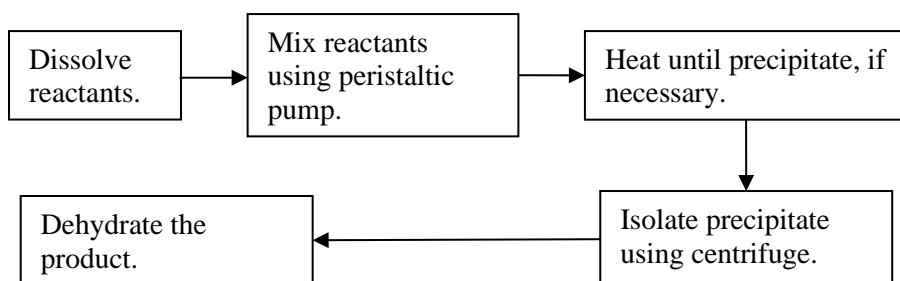 Dissolve
reactants.
Mix reactants
using peristaltic
pump.
Heat until precipitate, if
necessary.
Isolate precipitate
using centrifuge.
Dehydrate the
product.